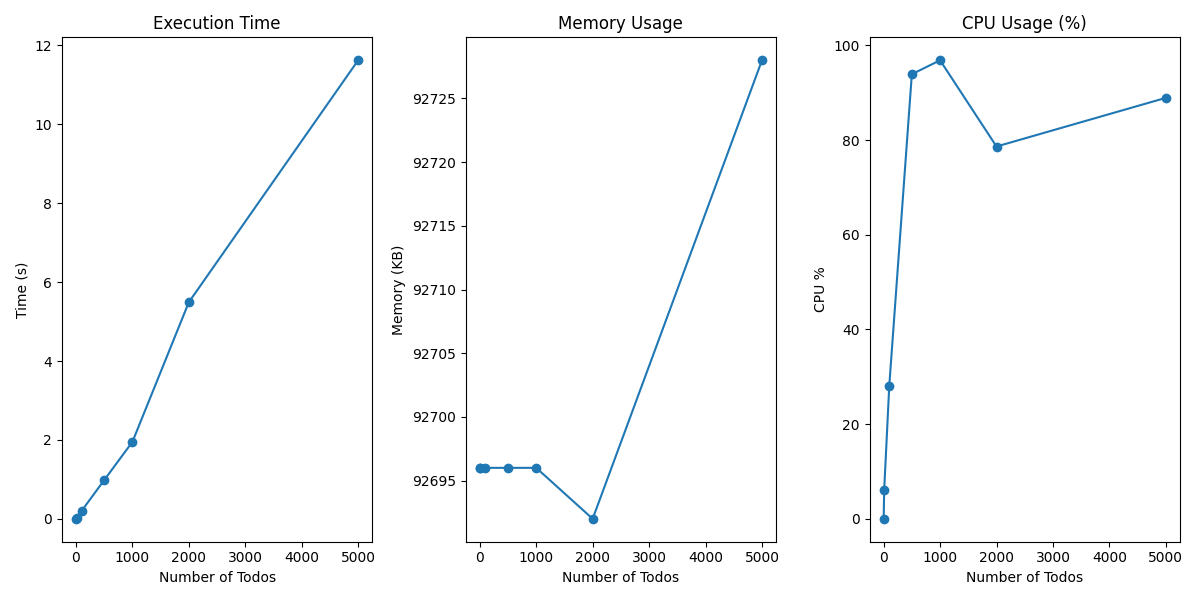 Execution Time
12
10
8
6
4
2
0
Time (s)
0 1000 2000 3000 4000 5000
Number of Todos
Memory Usage
92725
92720
92715
92710
92705
92700
92695
Memory (KB)
0 1000 2000 3000 4000 5000
Number of Todos
CPU Usage (%)
100
80
60
40
20
0
CPU %
0 1000 2000 3000 4000 5000
Number of Todos